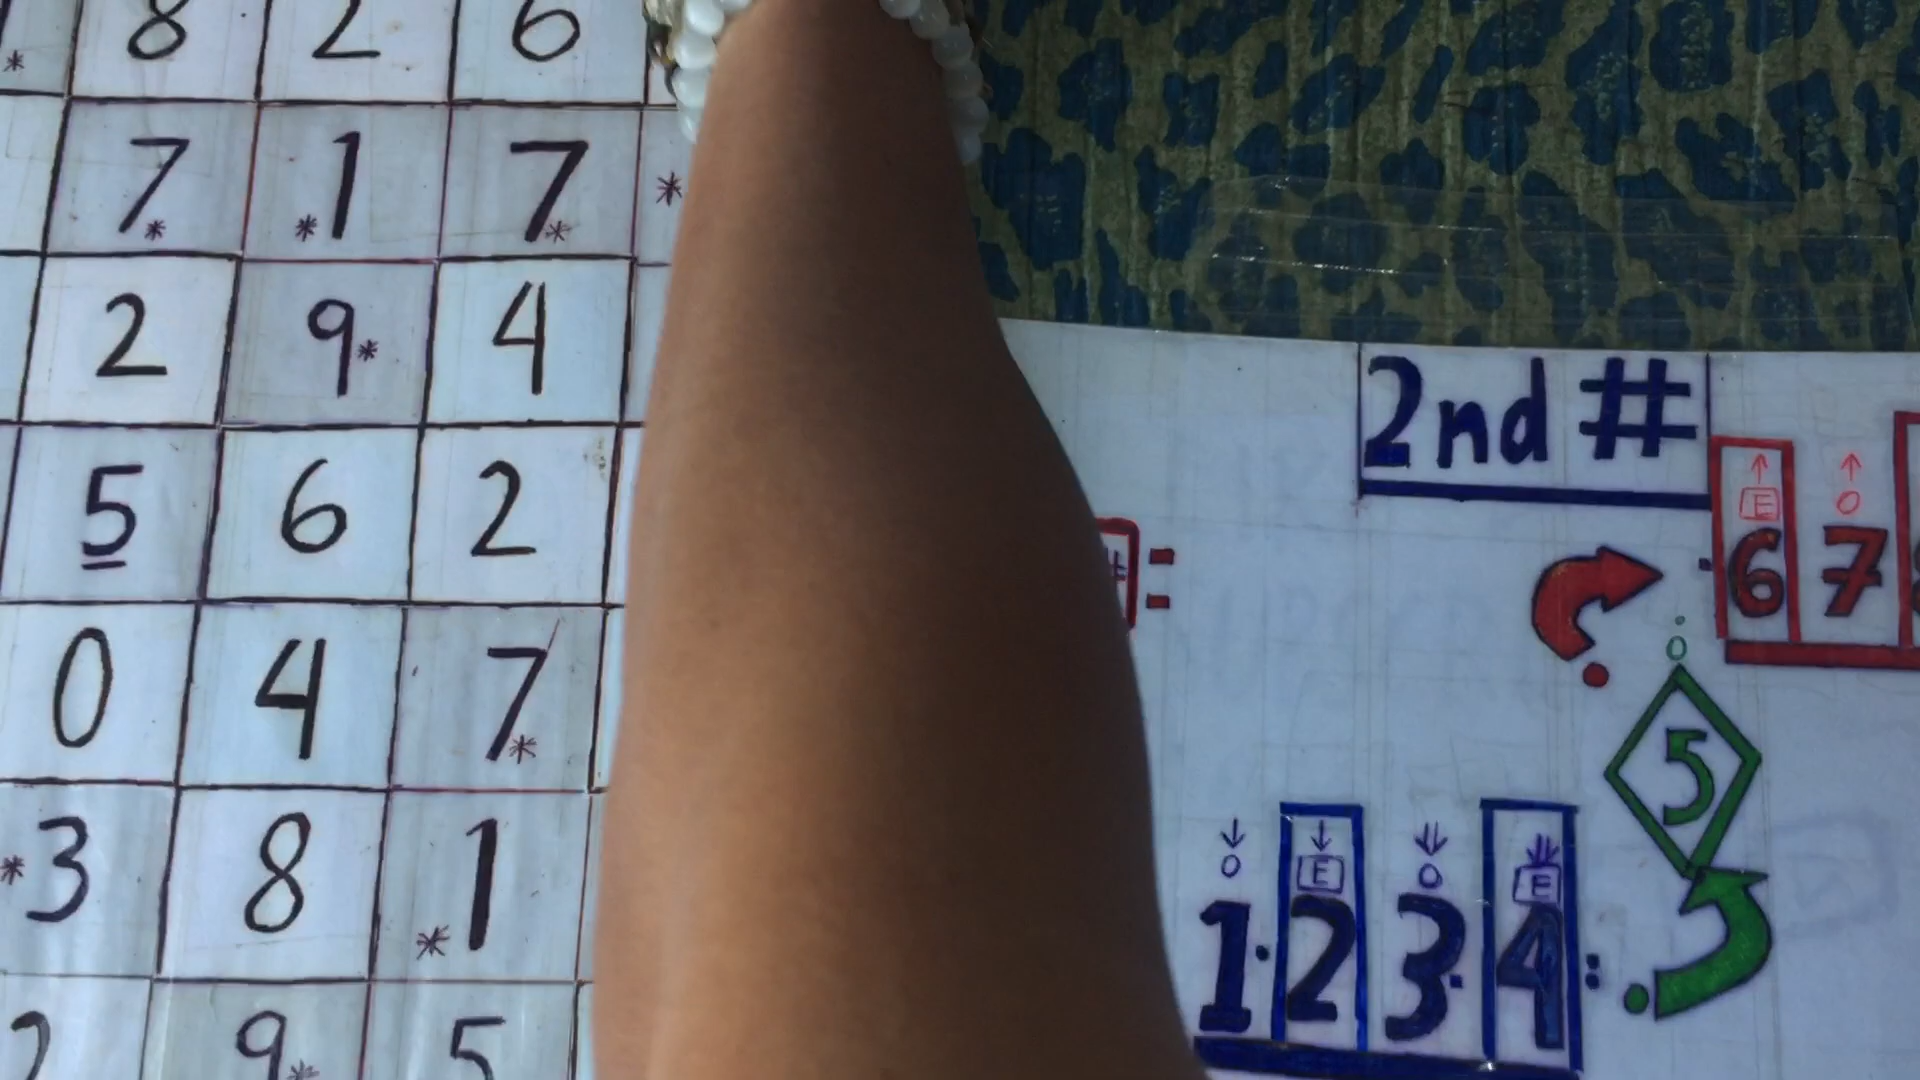 * 8 2 6
7* *1 7* *
2 9* 4
5 6 2
0 4 7*
*3 8 *1
2 9* 5
2nd #
↑ ↑
E O
6 7
=
O
5
↓ ↓ ↓↓ ↓↓
O E O E
1 · 2 3 · 4 :